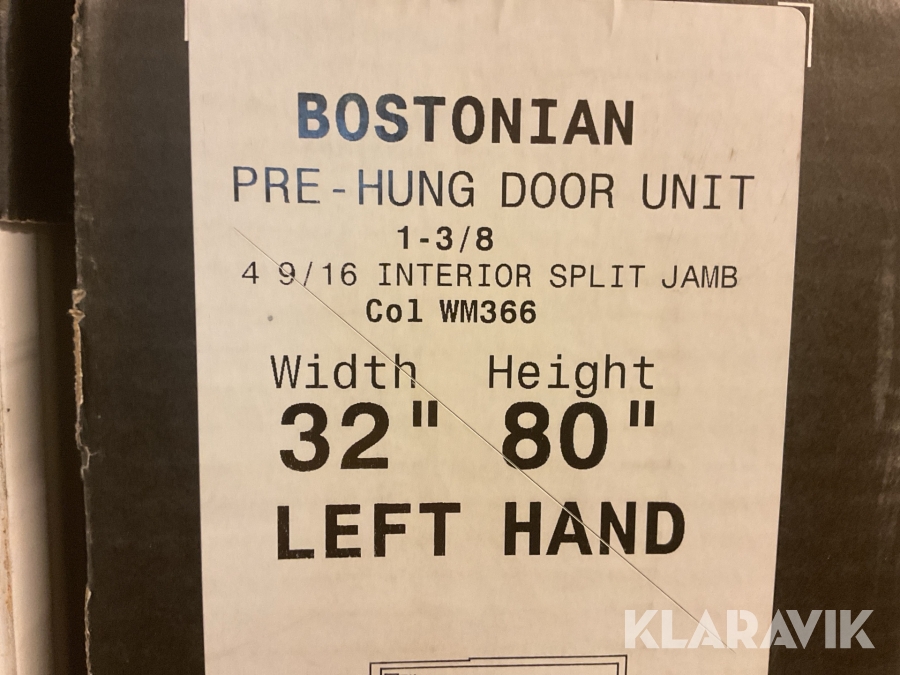 BOSTONIAN
PRE-HUNG DOOR UNIT
1-3/8
4 9/16 INTERIOR SPLIT JAMB
Col WM366
Width Height
32" 80"
LEFT HAND
KLARAVIK